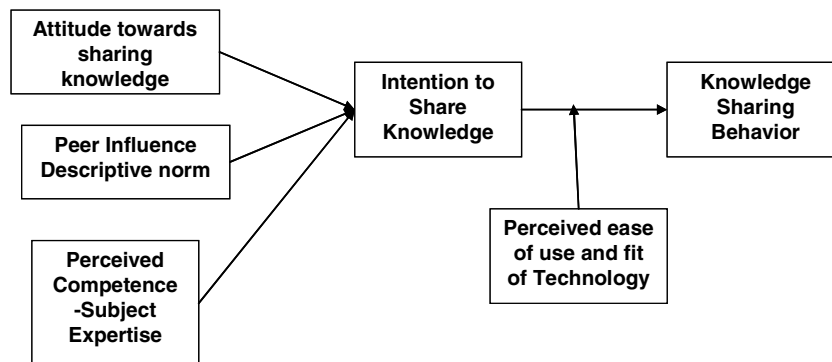 Attitude towards
sharing
knowledge
Peer Influence
Descriptive norm
Perceived
Competence
-Subject
Expertise
Intention to
Share
Knowledge
Perceived ease
of use and fit
of Technology
Knowledge
Sharing
Behavior